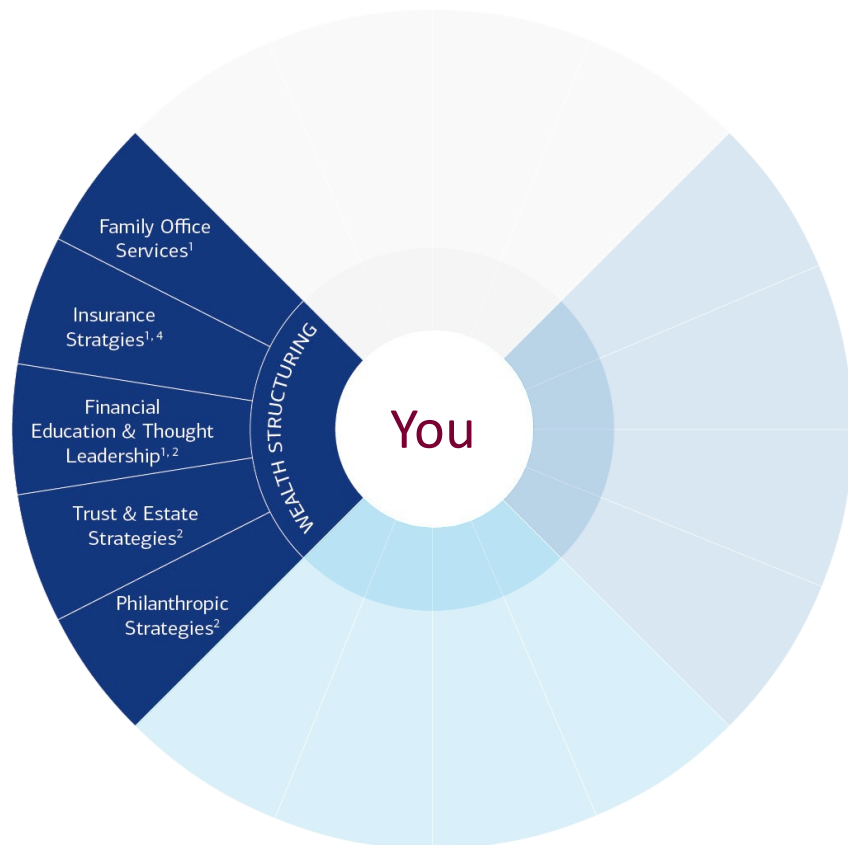 Family Office
Services¹
Insurance
Stratgies¹, ⁴
Financial
Education & Thought
Leadership¹, ²
Trust & Estate
Strategies²
Philanthropic
Strategies²
WEALTH STRUCTURING
You